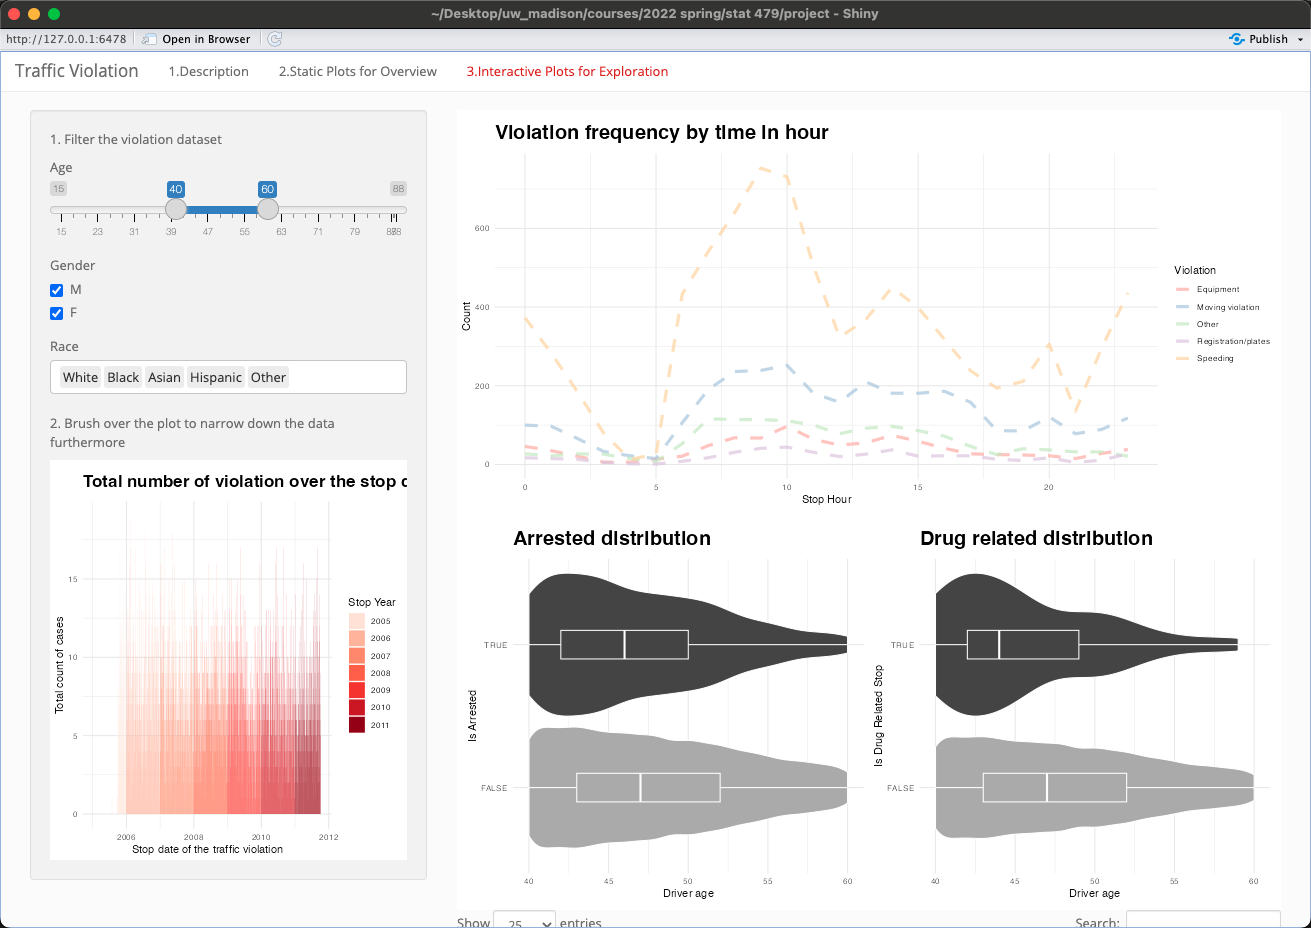 ~/Desktop/uw_madison/courses/2022 spring/stat 479/project - Shiny
http://127.0.0.1:6478 Open in Browser Publish
Traffic Violation 1.Description 2.Static Plots for Overview 3.Interactive Plots for Exploration
1. Filter the violation dataset
Age
15 40 60 88
15 23 31 39 47 55 63 71 79
Gender
M
F
Race
White Black Asian Hispanic Other
2. Brush over the plot to narrow down the data
furthermore
Total number of violation over the stop
Total count of cases
15
10
5
0
2006 2008 2010 2012
Stop date of the traffic violation
Stop Year
2005
2006
2007
2008
2009
2010
2011
Violation frequency by time in hour
Count
600
400
200
0
0 5 10 15 20
Stop Hour
Violation
Equipment
Moving violation
Other
Registration/plates
Speeding
Arrested distribution
Is Arrested
TRUE
FALSE
40 45 50 55 60
Driver age
Drug related distribution
Is Drug Related Stop
TRUE
FALSE
40 45 50 55 60
Driver age
Show 25 entries
Search: